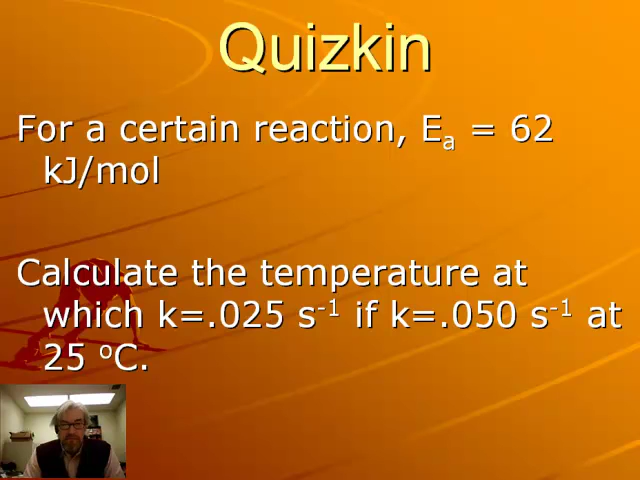 Quizkin
For a certain reaction, Eₐ = 62
kJ/mol
Calculate the temperature at
which k=.025 s⁻¹ if k=.050 s⁻¹ at
25 ⁰C.